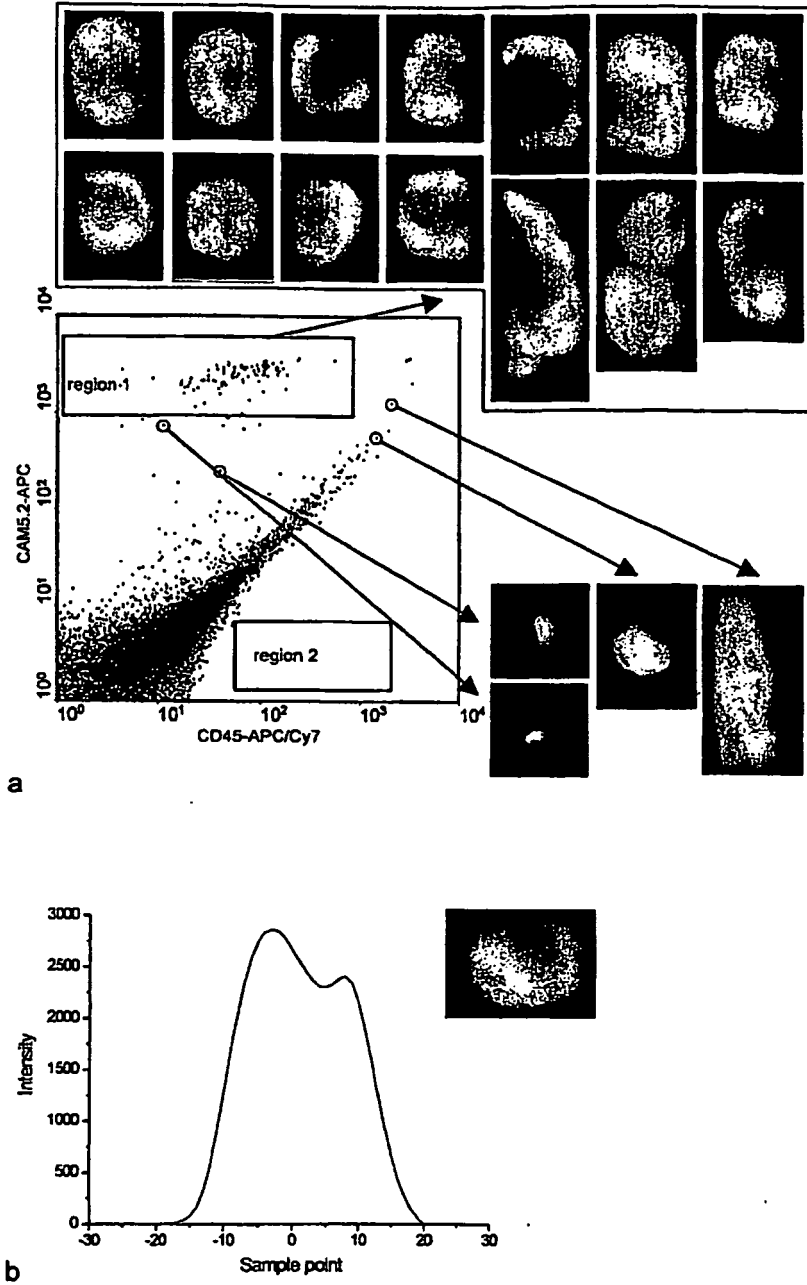 10⁴
region 1
10³
10²
CAM5.2-APC
10¹
region 2
10⁰
10⁰ 10¹ 10² 10³ 10⁴
CD45-APC/Cy7
a
3000
2500
2000
Intensity
1500
1000
500
0
-30 -20 -10 0 10 20 30
Sample point
b